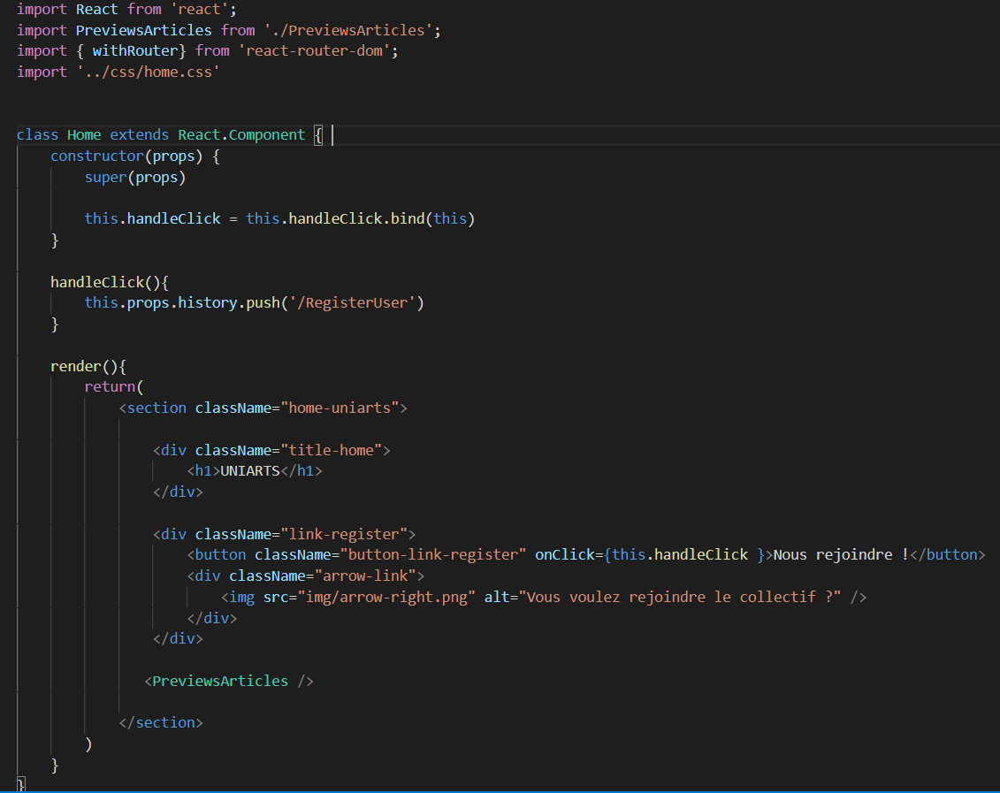 import React from 'react';
import PreviewsArticles from './PreviewsArticles';
import { withRouter} from 'react-router-dom';
import '../css/home.css'
class Home extends React.Component {
constructor(props) {
super(props)
this.handleClick = this.handleClick.bind(this)
}
handleClick(){
this.props.history.push('/RegisterUser')
}
render(){
return(
<section className="home-uniarts">
<div className="title-home">
<h1>UNIARTS</h1>
</div>
<div className="link-register">
<button className="button-link-register" onClick={this.handleClick }>Nous rejoindre !</button>
<div className="arrow-link">
<img src="img/arrow-right.png" alt="Vous voulez rejoindre le collectif ?" />
</div>
</div>
<PreviewsArticles />
</section>
)
}
}